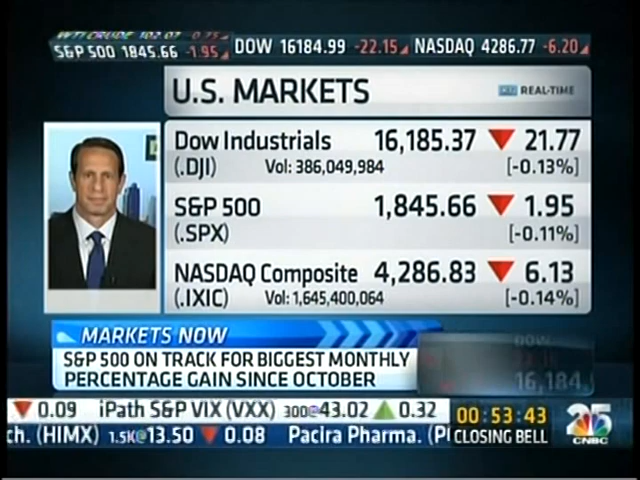 WTI CRUDE 102.07 0.75
S&P 500 1845.66 -1.95
DOW 16184.99 -22.15 NASDAQ 4286.77 -6.20
U.S. MARKETS
REAL-TIME
Dow Industrials 16,185.37 ▼ 21.77
(.DJI) Vol: 386,049,984 [-0.13%]
S&P 500 1,845.66 ▼ 1.95
(.SPX) [-0.11%]
NASDAQ Composite 4,286.83 ▼ 6.13
(.IXIC) Vol: 1,645,400,064 [-0.14%]
MARKETS NOW
S&P 500 ON TRACK FOR BIGGEST MONTHLY
PERCENTAGE GAIN SINCE OCTOBER
DOW
16,184
▼ 0.09 iPath S&P VIX (VXX) 300@43.02 ▲ 0.32
ch. (HIMX) 1.5K@13.50 ▼ 0.08 Pacira Pharma. (P
00:53:43
CLOSING BELL
25
CNBC